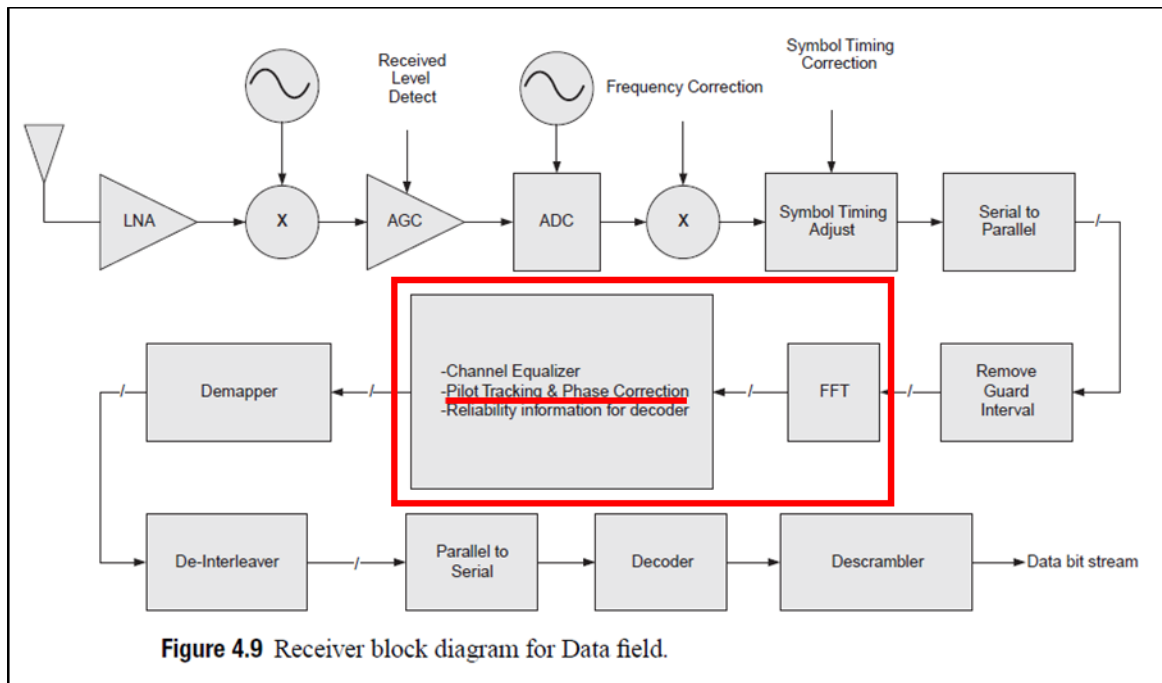 Received
Level
Detect
Frequency Correction
Symbol Timing
Correction
LNA
X
AGC
ADC
X
Symbol Timing
Adjust
Serial to
Parallel
/
Demapper
/
-Channel Equalizer
-Pilot Tracking & Phase Correction
-Reliability information for decoder
/
FFT
/
Remove
Guard
Interval
/
De-Interleaver
/
Parallel to
Serial
Decoder
Descrambler
Data bit stream
Figure 4.9 Receiver block diagram for Data field.